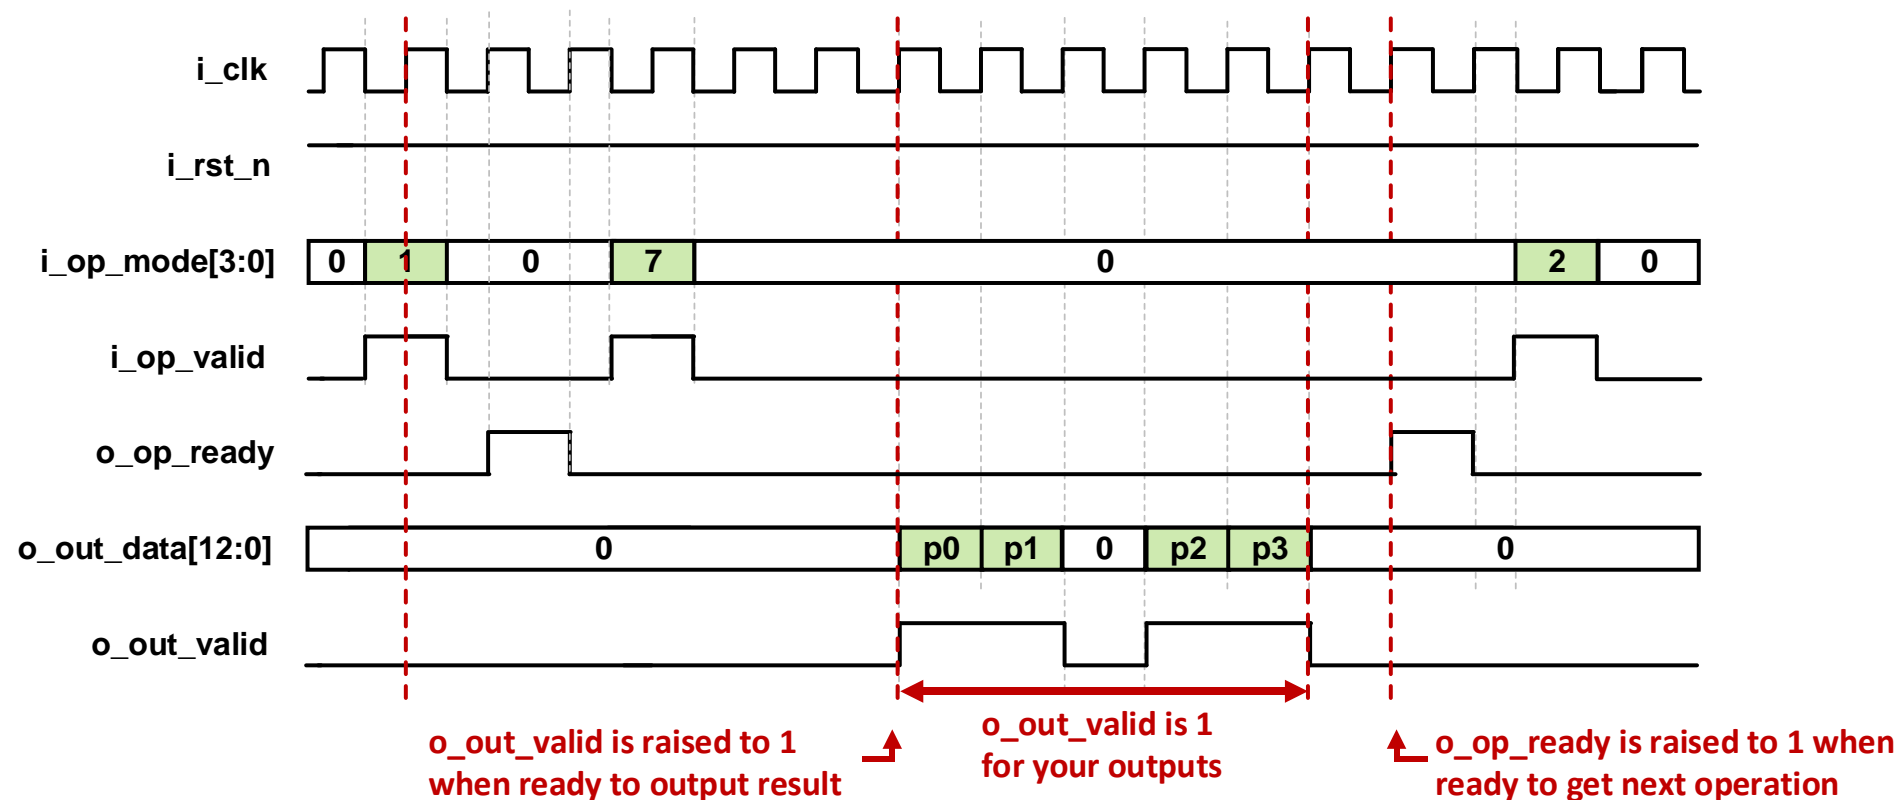 i_clk
i_rst_n
i_op_mode[3:0] 0 1 0 7 0 2 0
i_op_valid
o_op_ready
o_out_data[12:0] 0 p0 p1 0 p2 p3 0
o_out_valid
o_out_valid is raised to 1
when ready to output result
o_out_valid is 1
for your outputs
o_op_ready is raised to 1 when
ready to get next operation